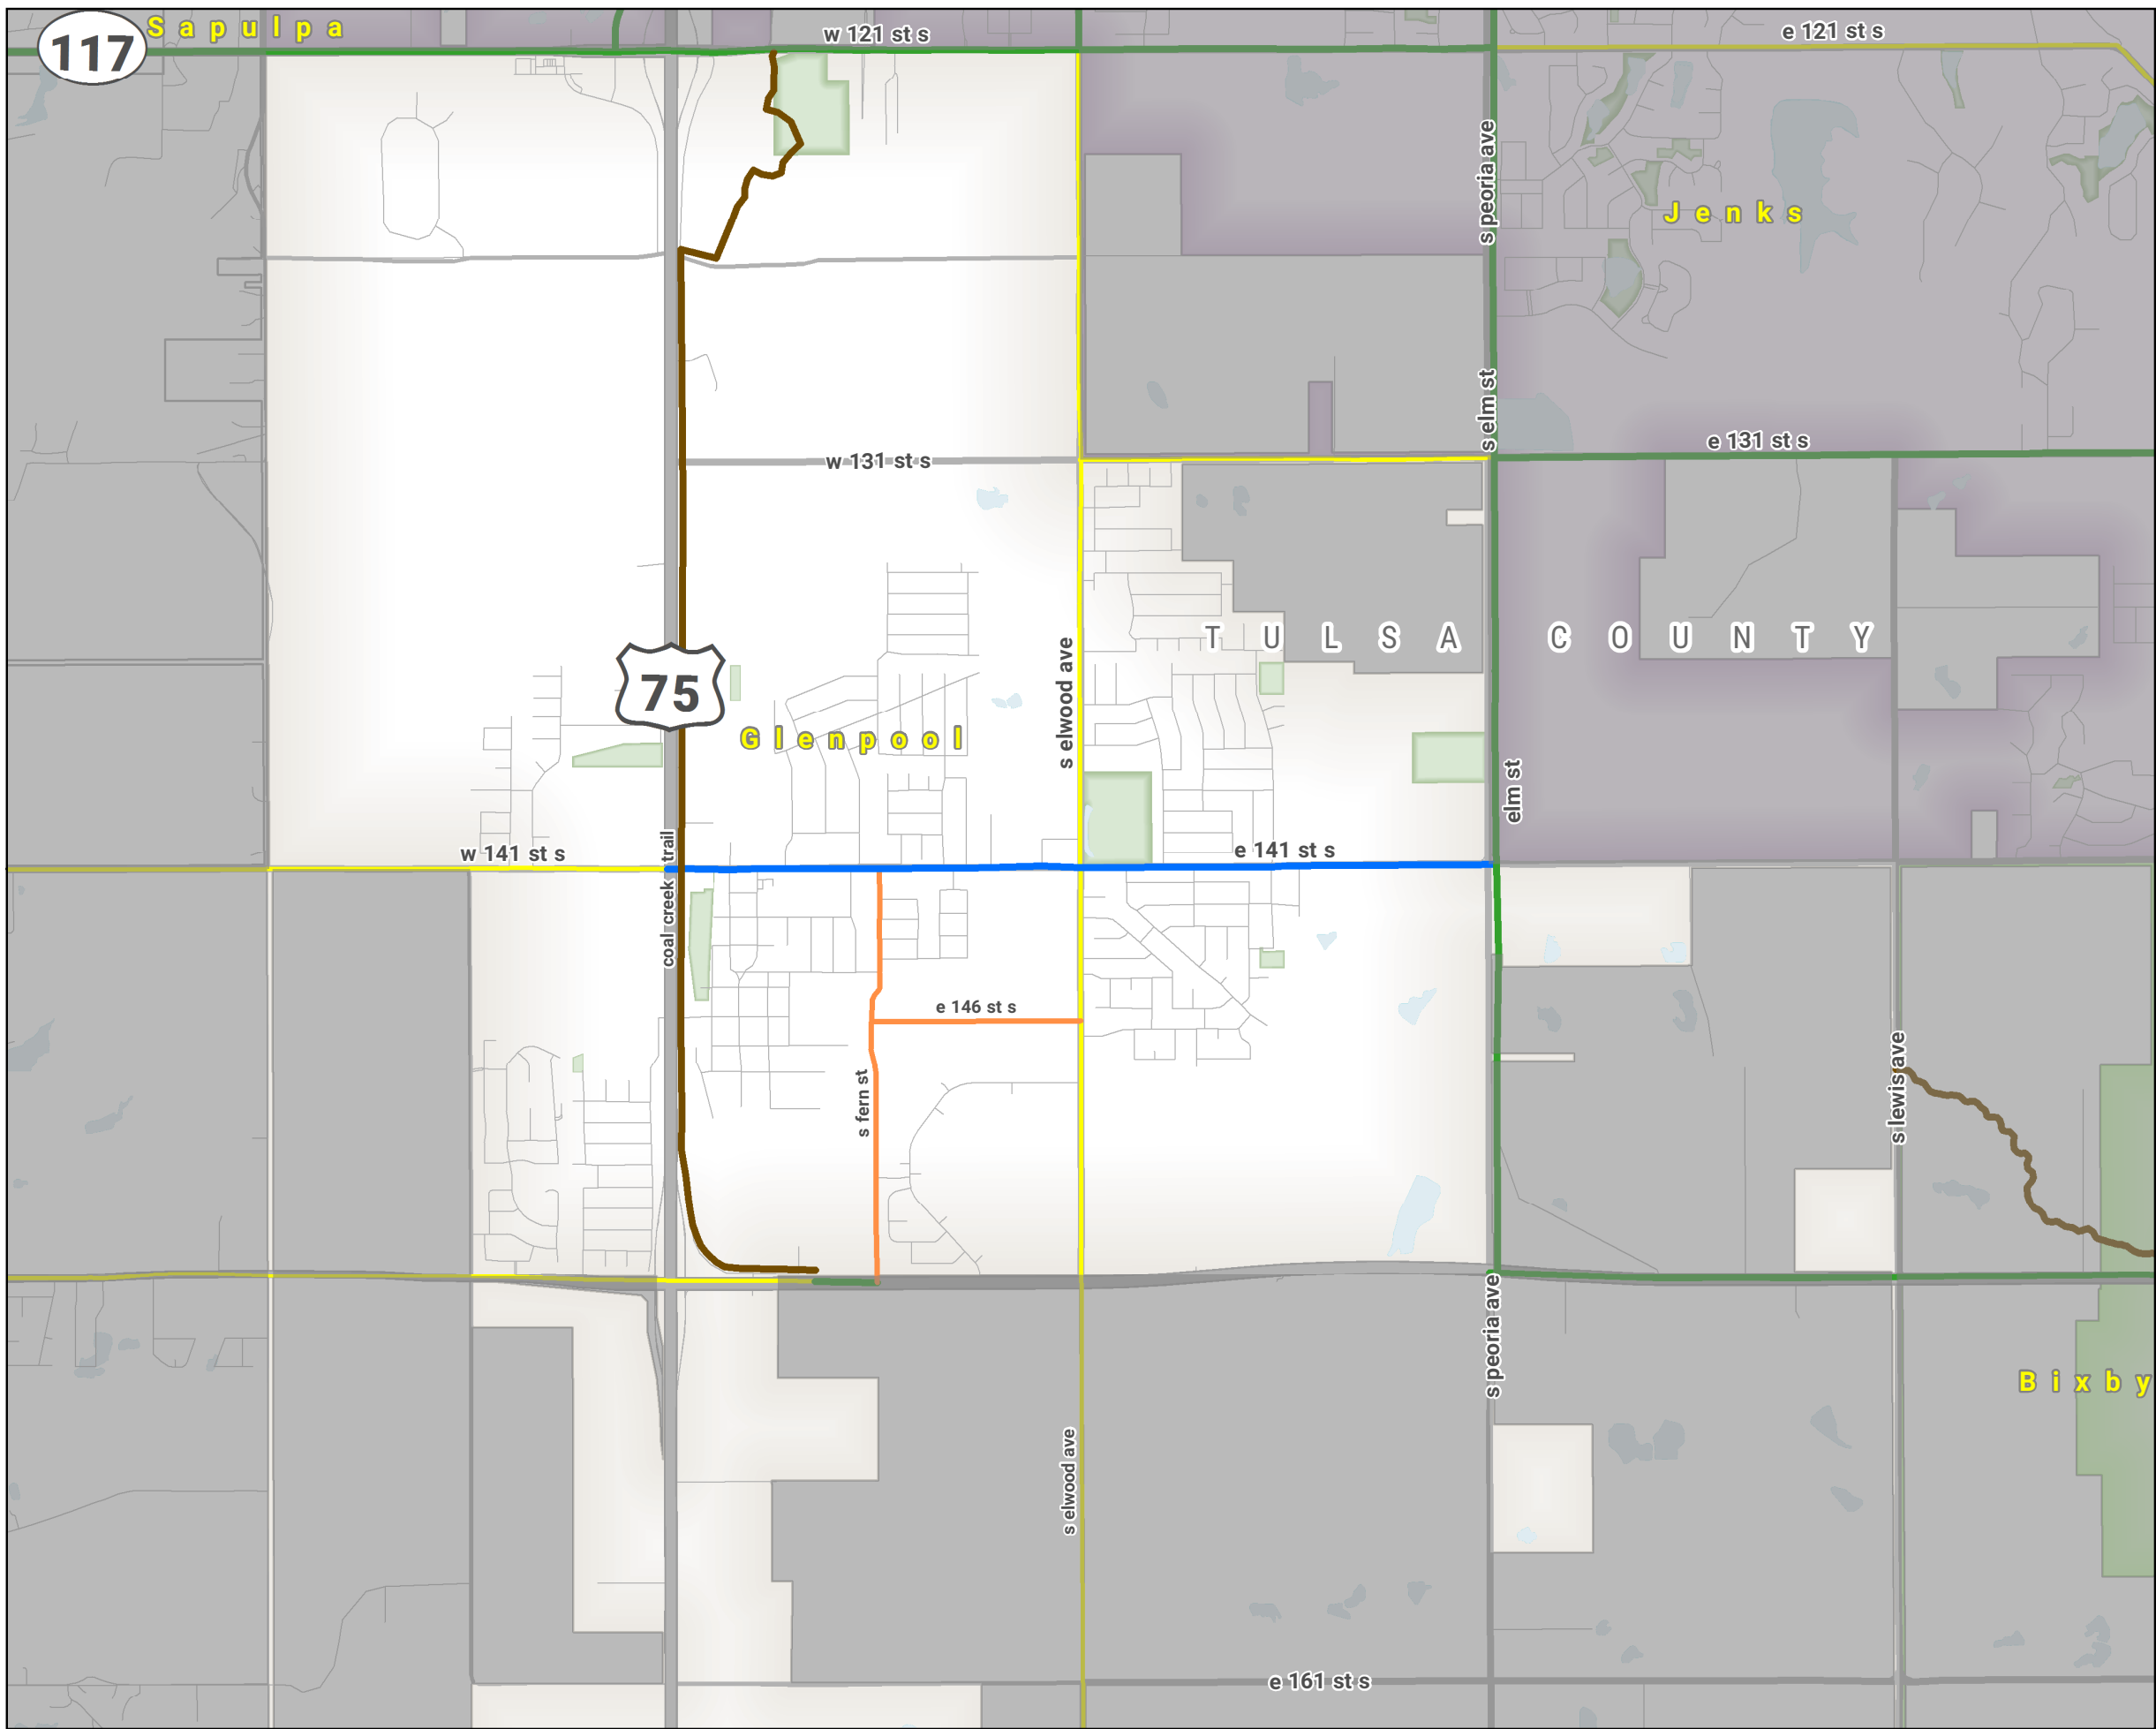 Sapulpa
117
w 121 st s
e 121 st s
s peoria ave
Jenks
s elm st
e 131 st s
w 131 st s
TULSA COUNTY
s elwood ave
75
Glenpool
elm st
w 141 st s
coal creek trail
e 141 st s
e 146 st s
s fern st
s lewis ave
s peoria ave
Bixby
s elwood ave
e 161 st s